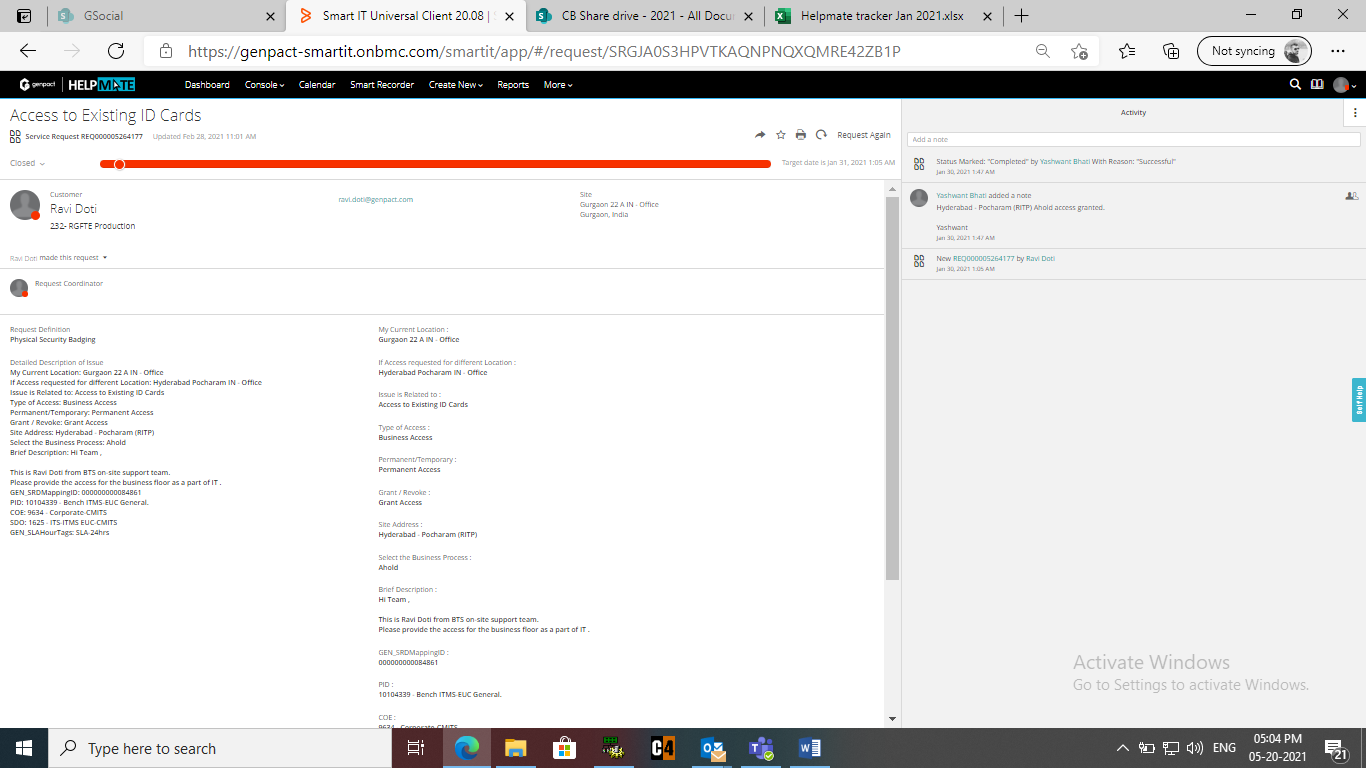 GSocial
Smart IT Universal Client 20.08 |
CB Share drive - 2021 - All Docum
Helpmate tracker Jan 2021.xlsx
https://genpact-smartit.onbmc.com/smartit/app/#/request/SRGJA0S3HPVTKAQNPNQXQMRE42ZB1P
Not syncing
genpact HELPMATE
Dashboard Console Calendar Smart Recorder Create New Reports More
Access to Existing ID Cards
Service Request REQ000005264177 Updated Feb 28, 2021 11:01 AM
Request Again
Closed
Target date is Jan 31, 2021 1:05 AM
Customer
Ravi Doti
232- RGFTE Production
ravi.doti@genpact.com
Site
Gurgaon 22 A IN - Office
Gurgaon, India
Ravi Doti made this request
Request Coordinator
Request Definition
Physical Security Badging
Detailed Description of Issue
My Current Location: Gurgaon 22 A IN - Office
If Access requested for different Location: Hyderabad Pocharam IN - Office
Issue is Related to: Access to Existing ID Cards
Type of Access: Business Access
Permanent/Temporary: Permanent Access
Grant / Revoke: Grant Access
Site Address: Hyderabad - Pocharam (RITP)
Select the Business Process: Ahold
Brief Description: Hi Team ,
This is Ravi Doti from BTS on-site support team.
Please provide the access for the business floor as a part of IT .
GEN_SRDMappingID: 000000000084861
PID: 10104339 - Bench ITMS-EUC General.
COE: 9634 - Corporate-CMITS
SDO: 1625 - ITS-ITMS EUC-CMITS
GEN_SLAHourTags: SLA-24hrs
My Current Location :
Gurgaon 22 A IN - Office
If Access requested for different Location :
Hyderabad Pocharam IN - Office
Issue is Related to :
Access to Existing ID Cards
Type of Access :
Business Access
Permanent/Temporary :
Permanent Access
Grant / Revoke :
Grant Access
Site Address :
Hyderabad - Pocharam (RITP)
Select the Business Process :
Ahold
Brief Description :
Hi Team ,
This is Ravi Doti from BTS on-site support team.
Please provide the access for the business floor as a part of IT .
GEN_SRDMappingID :
000000000084861
PID :
10104339 - Bench ITMS-EUC General.
COE :
9634 - Corporate-CMITS
Activity
Add a note
Status Marked: "Completed" by Yashwant Bhati With Reason: "Successful"
Jan 30, 2021 1:47 AM
Yashwant Bhati added a note
Hyderabad - Pocharam (RITP) Ahold access granted.
Yashwant
Jan 30, 2021 1:47 AM
New REQ000005264177 by Ravi Doti
Jan 30, 2021 1:05 AM
Self Help
Activate Windows
Go to Settings to activate Windows.
Type here to search
C4
ENG
05:04 PM
05-20-2021
21